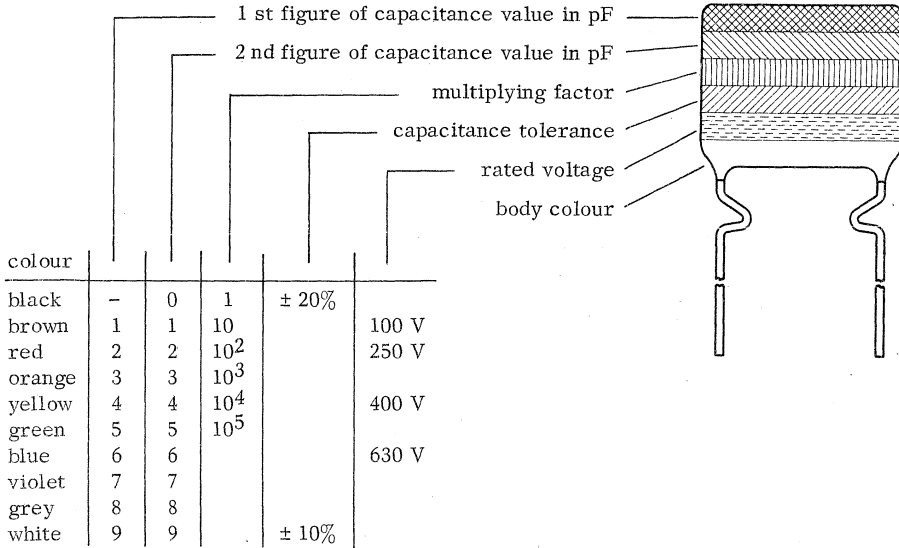 1 st figure of capacitance value in pF
2 nd figure of capacitance value in pF
multiplying factor
capacitance tolerance
rated voltage
body colour
colour
black - 0 1 ± 20%
brown 1 1 10 100 V
red 2 2 10² 250 V
orange 3 3 10³
yellow 4 4 10⁴ 400 V
green 5 5 10⁵
blue 6 6 630 V
violet 7 7
grey 8 8
white 9 9 ± 10%